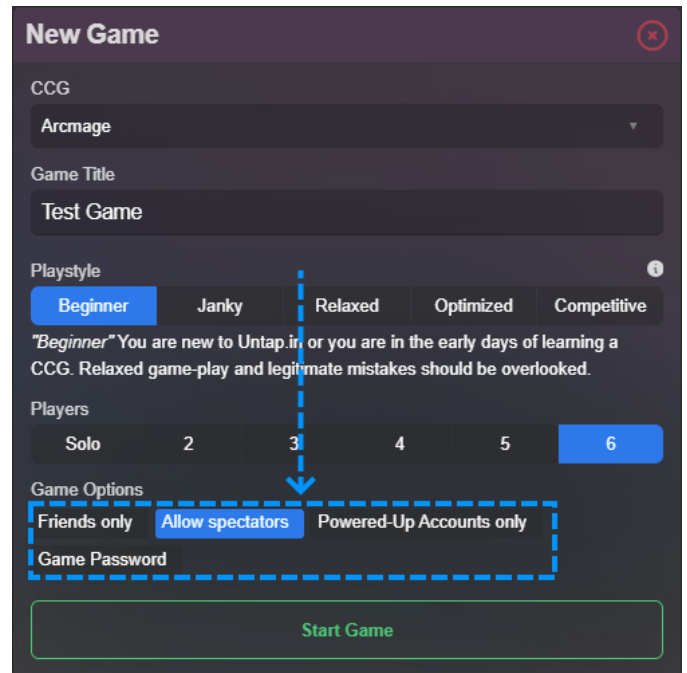 New Game
CCG
Arcmage
Game Title
Test Game
Playstyle
Beginner Janky Relaxed Optimized Competitive
"Beginner" You are new to Untap.in or you are in the early days of learning a
CCG. Relaxed game-play and legitimate mistakes should be overlooked.
Players
Solo 2 3 4 5 6
Game Options
Friends only Allow spectators Powered-Up Accounts only
Game Password
Start Game